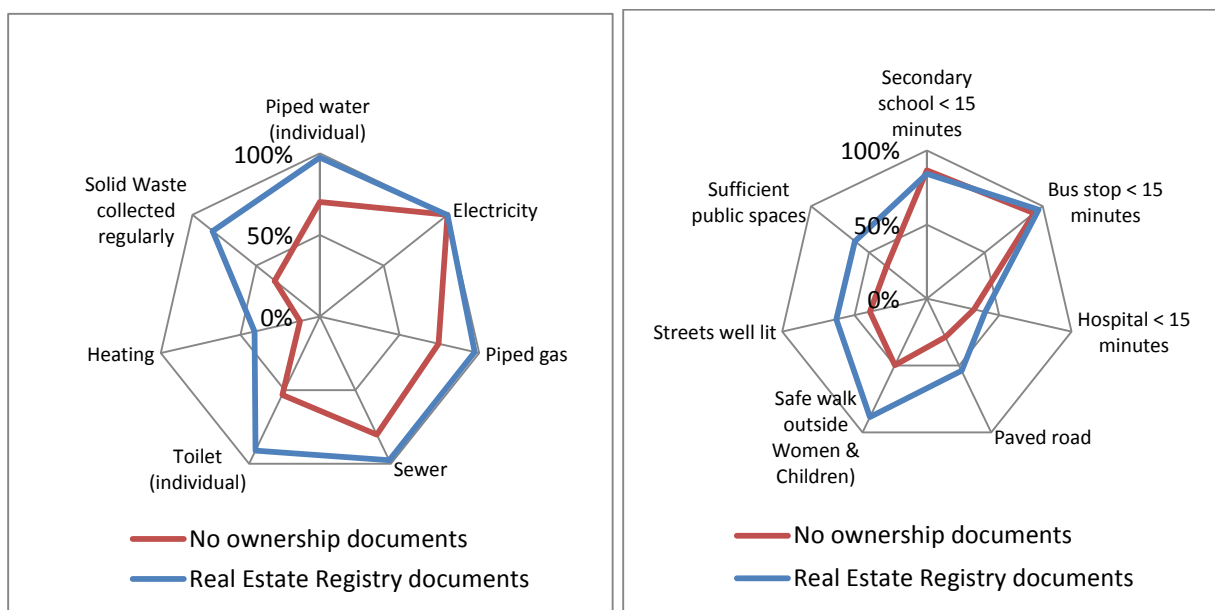 Piped water
(individual)
100%
50%
0%
Electricity
Piped gas
Sewer
Toilet
(individual)
Heating
Solid Waste
collected
regularly
No ownership documents
Real Estate Registry documents
Secondary
school < 15
minutes
100%
50%
0%
Bus stop < 15
minutes
Hospital < 15
minutes
Paved road
Safe walk
outside
Women &
Children)
Streets well lit
Sufficient
public spaces
No ownership documents
Real Estate Registry documents